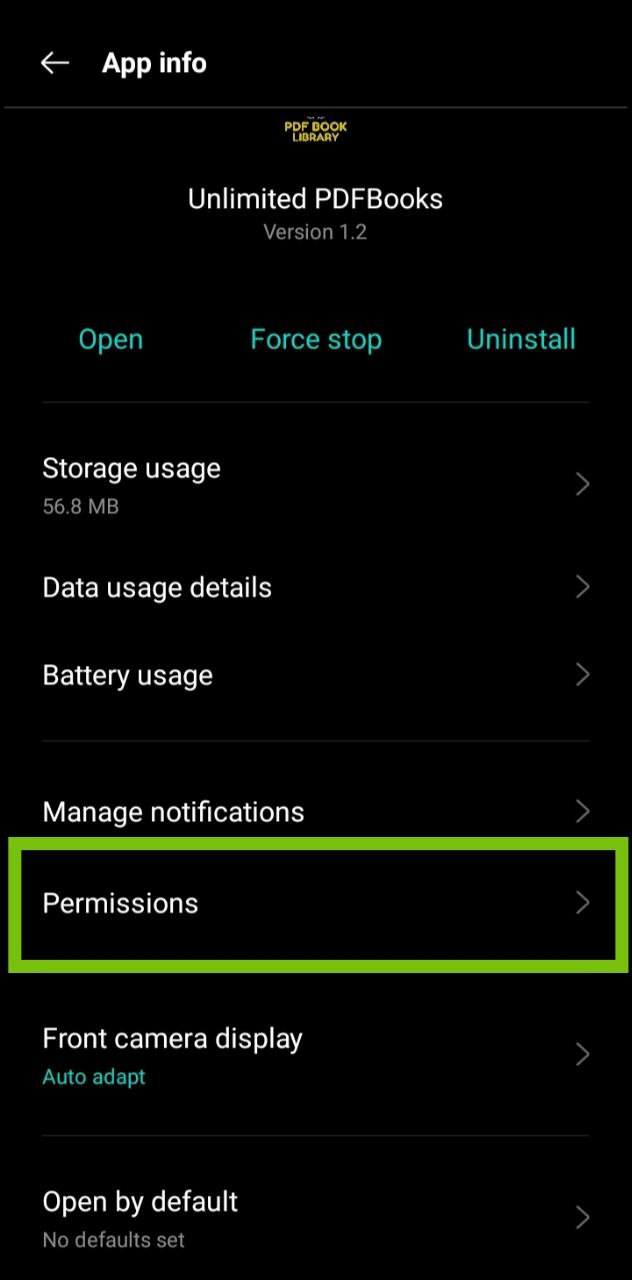 App info
PDF BOOK
LIBRARY
Unlimited PDFBooks
Version 1.2
Open
Force stop
Uninstall
Storage usage
56.8 MB
Data usage details
Battery usage
Manage notifications
Permissions
Front camera display
Auto adapt
Open by default
No defaults set